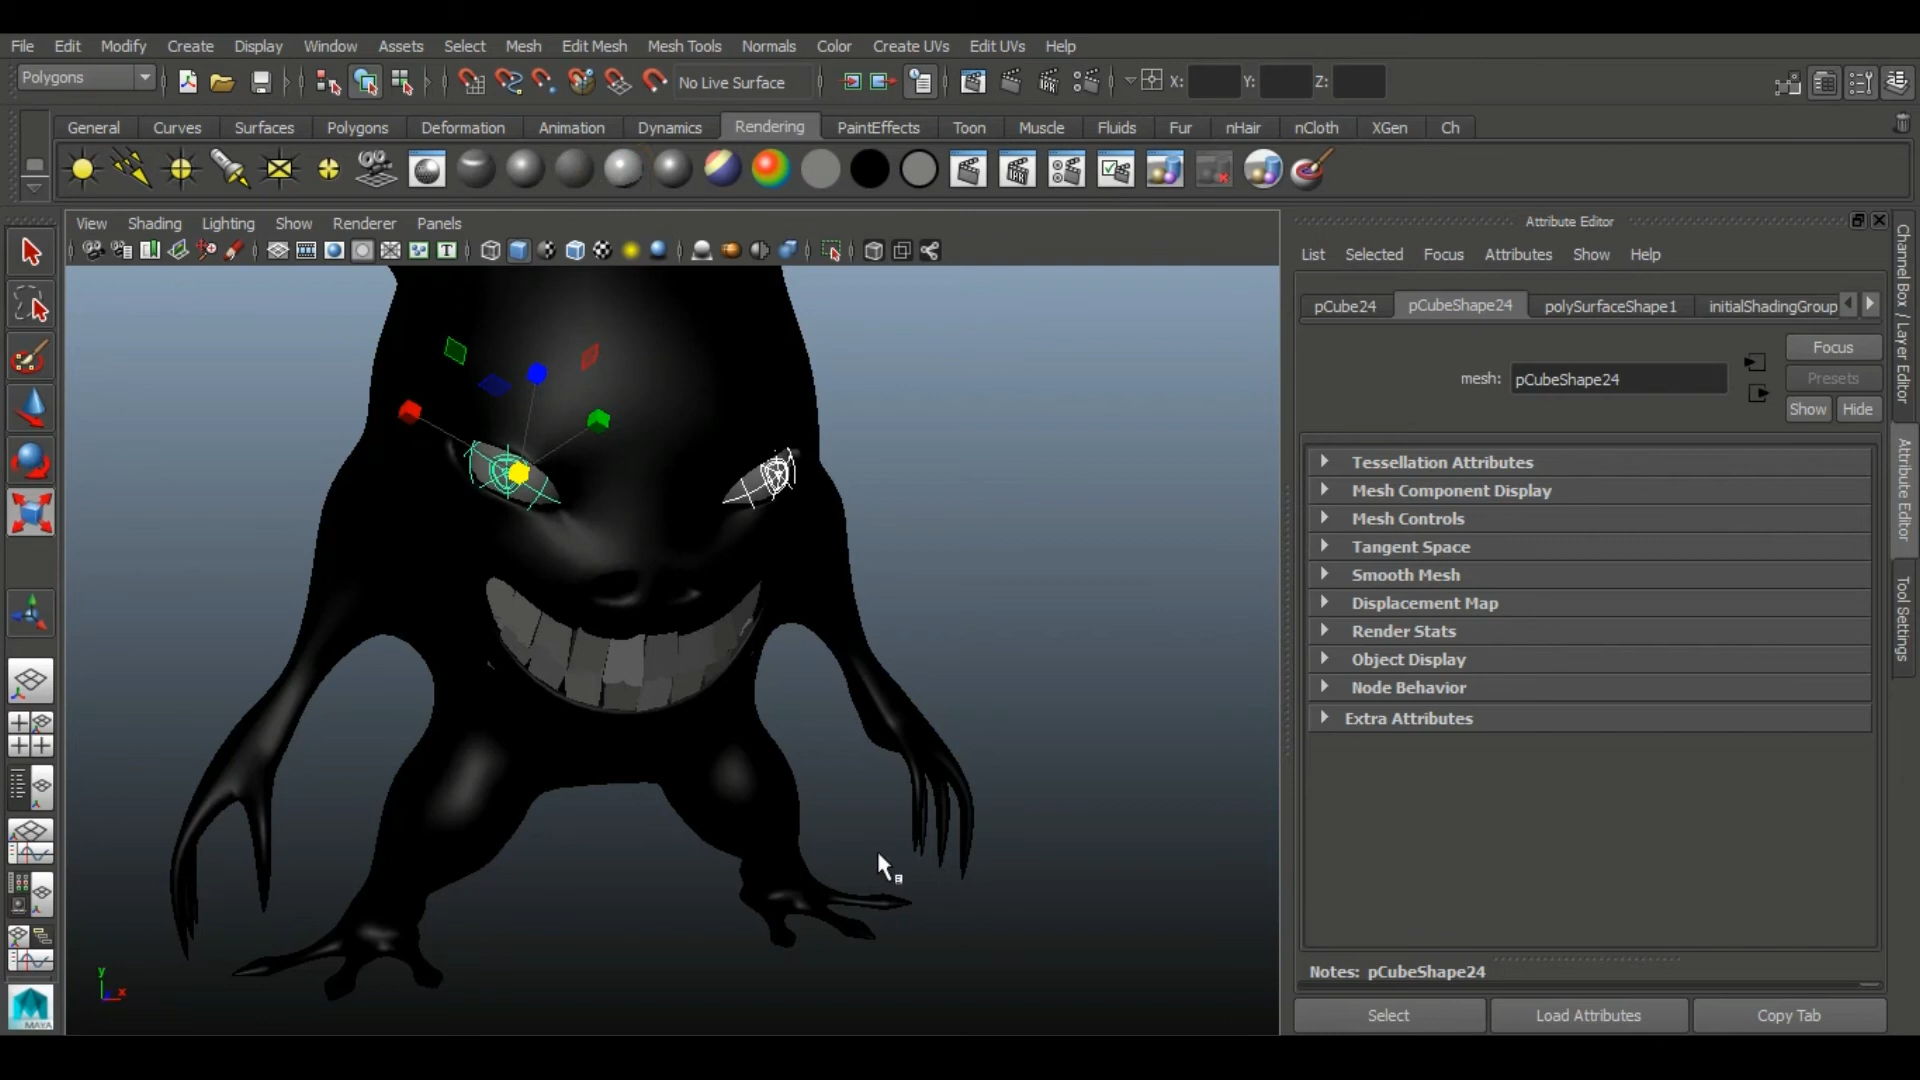 File Edit Modify Create Display Window Assets Select Mesh Edit Mesh Mesh Tools Normals Color Create UVs Edit UVs Help
Polygons No Live Surface X: Y: Z:
General Curves Surfaces Polygons Deformation Animation Dynamics Rendering PaintEffects Toon Muscle Fluids Fur nHair nCloth XGen Ch
IPR IPR
View Shading Lighting Show Renderer Panels
T
Attribute Editor
List Selected Focus Attributes Show Help
pCube24 pCubeShape24 polySurfaceShape1 initialShadingGroup
Focus
mesh: pCubeShape24
Presets
Show Hide
Tessellation Attributes
Mesh Component Display
Mesh Controls
Tangent Space
Smooth Mesh
Displacement Map
Render Stats
Object Display
Node Behavior
Extra Attributes
Notes: pCubeShape24
Select Load Attributes Copy Tab
Channel Box / Layer Editor
Attribute Editor
Tool Settings
y
x
MAYA